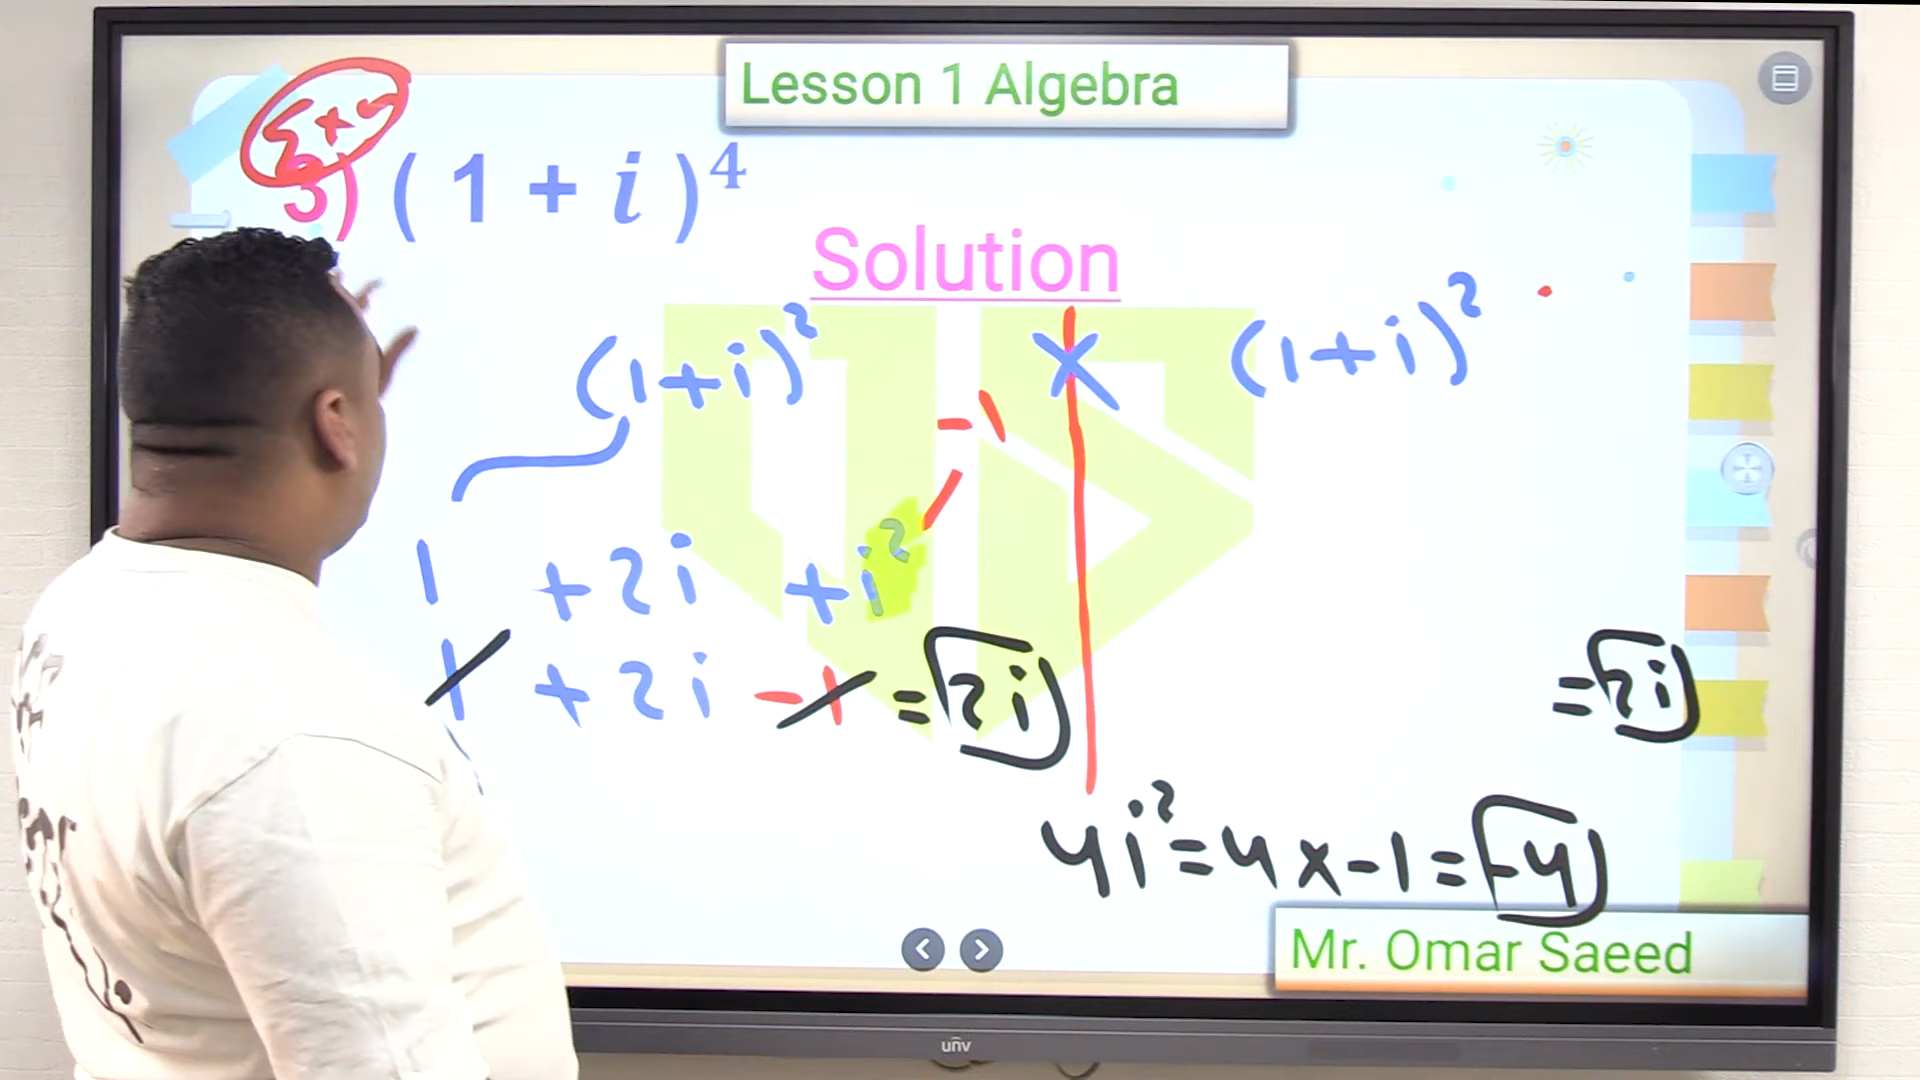 Lesson 1 Algebra
3) ( 1 + i )⁴
Solution
(1+i)² × (1+i)²
-1
1 + 2i + i²
1 + 2i - 1 = 2i
= 2i
4i² = 4 × -1 = -4
Mr. Omar Saeed
unv